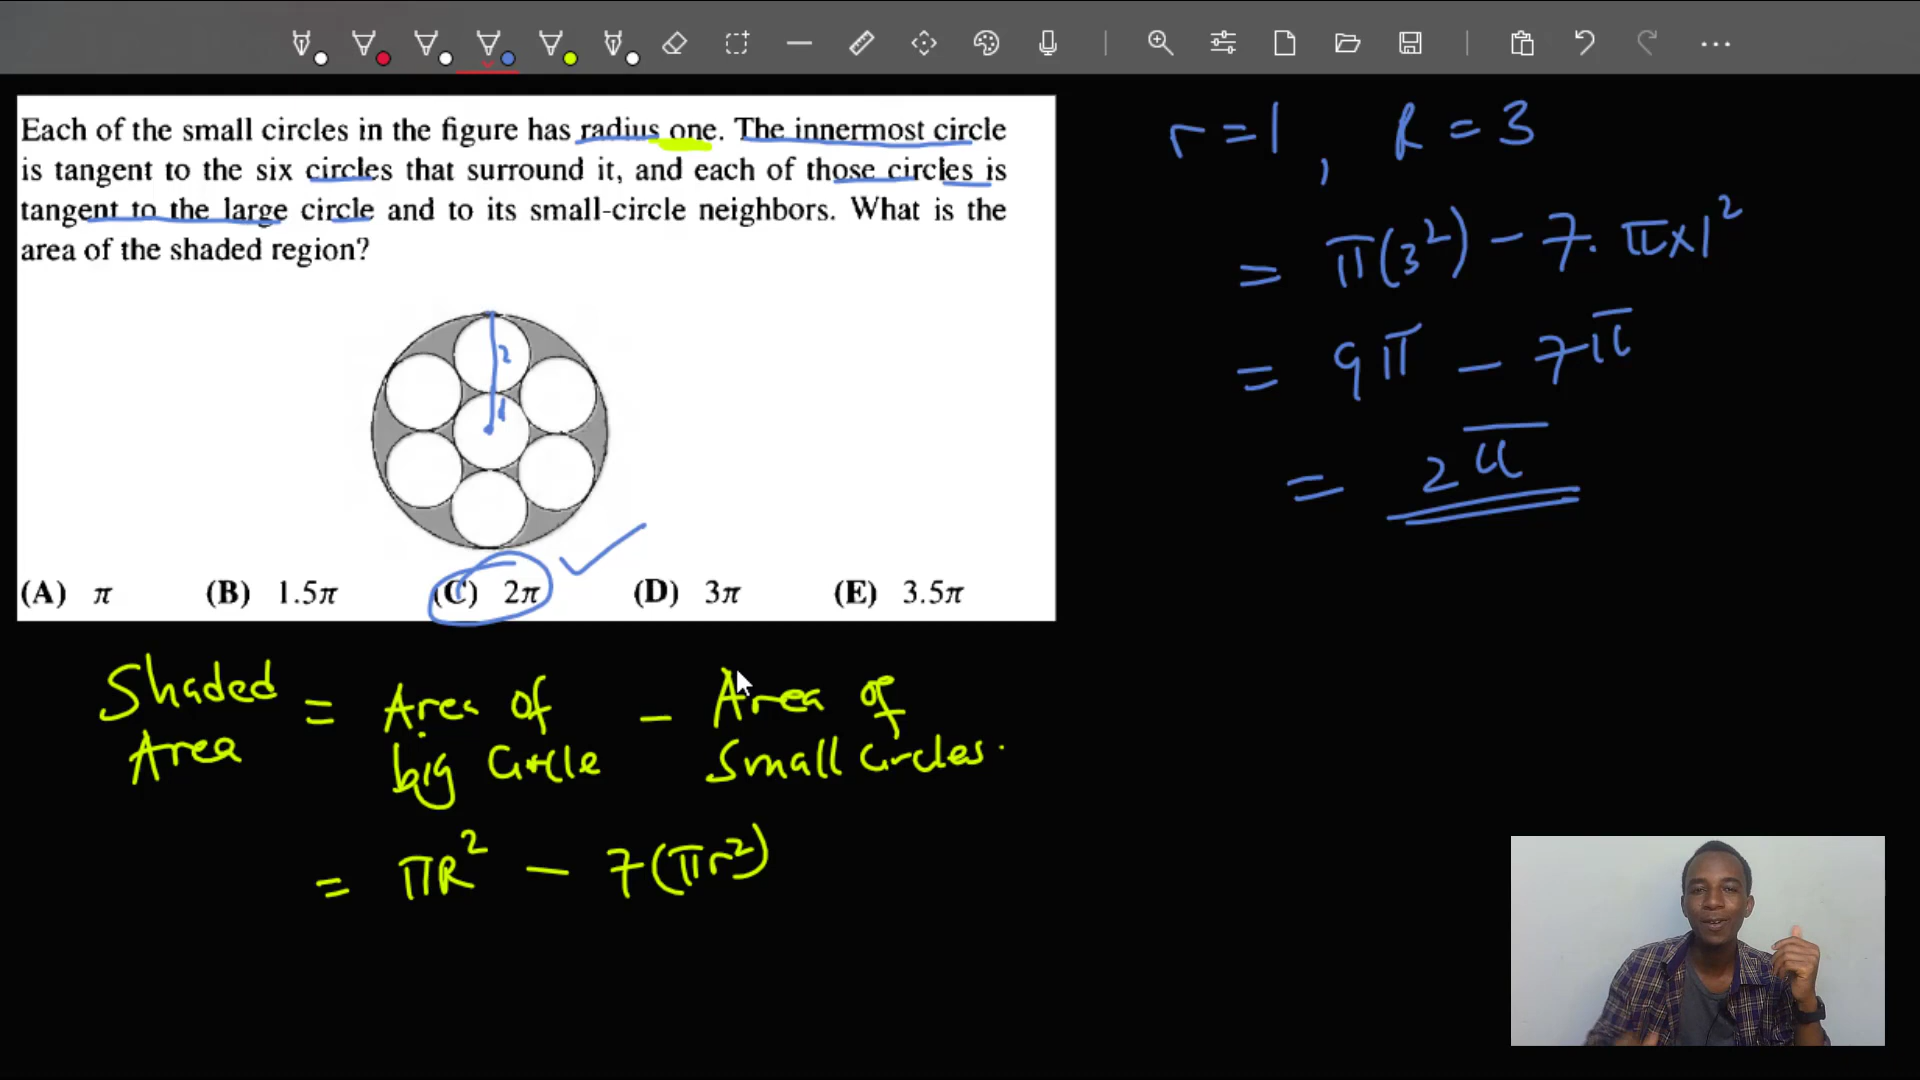 Each of the small circles in the figure has radius one. The innermost circle
is tangent to the six circles that surround it, and each of those circles is
tangent to the large circle and to its small-circle neighbors. What is the
area of the shaded region?
2
1
(A) π (B) 1.5π (C) 2π (D) 3π (E) 3.5π
Shaded Area = Area of big Circle − Area of Small Circles.
= πR² − 7(πr²)
r = 1 , R = 3
= π(3²) − 7. π×1²
= 9π − 7π
= 2π